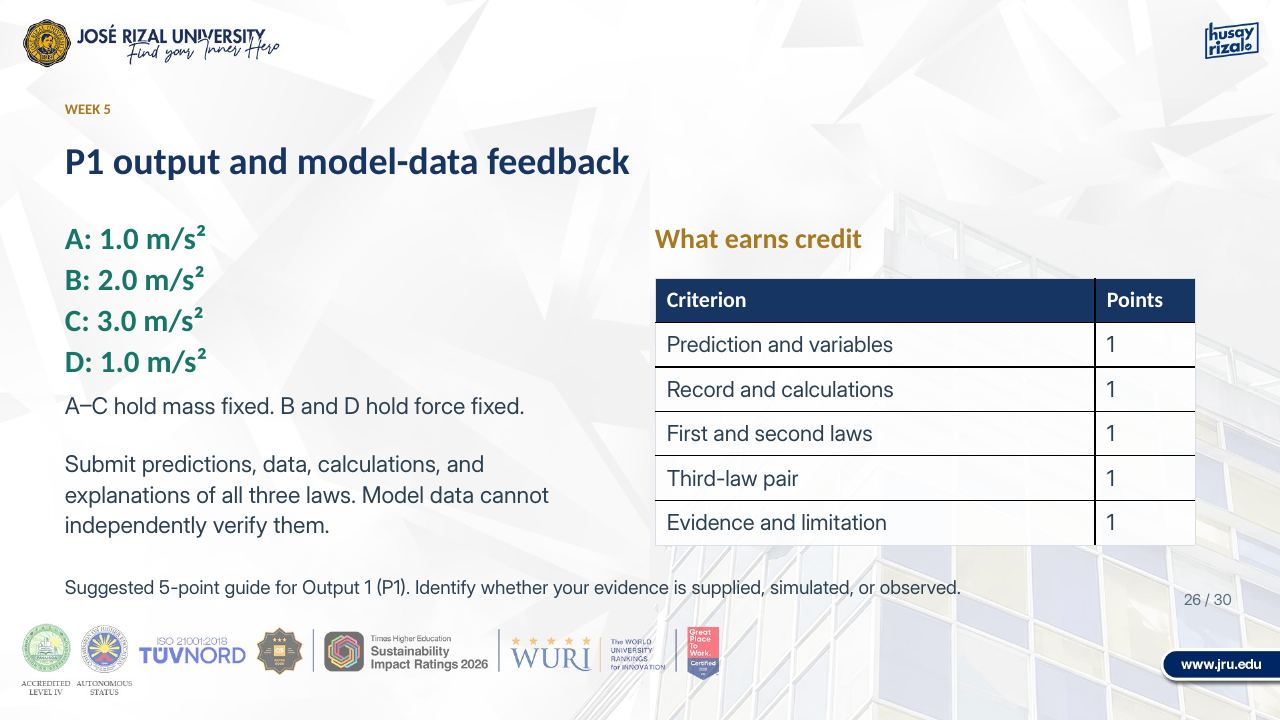 JOSÉ RIZAL UNIVERSITY
Find your Inner Hero
husay
rizal
WEEK 5
P1 output and model-data feedback
A: 1.0 m/s²
B: 2.0 m/s²
C: 3.0 m/s²
D: 1.0 m/s²
A–C hold mass fixed. B and D hold force fixed.
Submit predictions, data, calculations, and
explanations of all three laws. Model data cannot
independently verify them.
What earns credit
Criterion Points
Prediction and variables 1
Record and calculations 1
First and second laws 1
Third-law pair 1
Evidence and limitation 1
Suggested 5-point guide for Output 1 (P1). Identify whether your evidence is supplied, simulated, or observed.
26 / 30
ACCREDITED
LEVEL IV
AUTONOMOUS
STATUS
ISO 21001:2018
TÜVNORD
Times Higher Education
Sustainability
Impact Ratings 2026
WURI
The WORLD
UNIVERSITY
RANKINGS
for INNOVATION
Great
Place
To
Work.
Certified
www.jru.edu